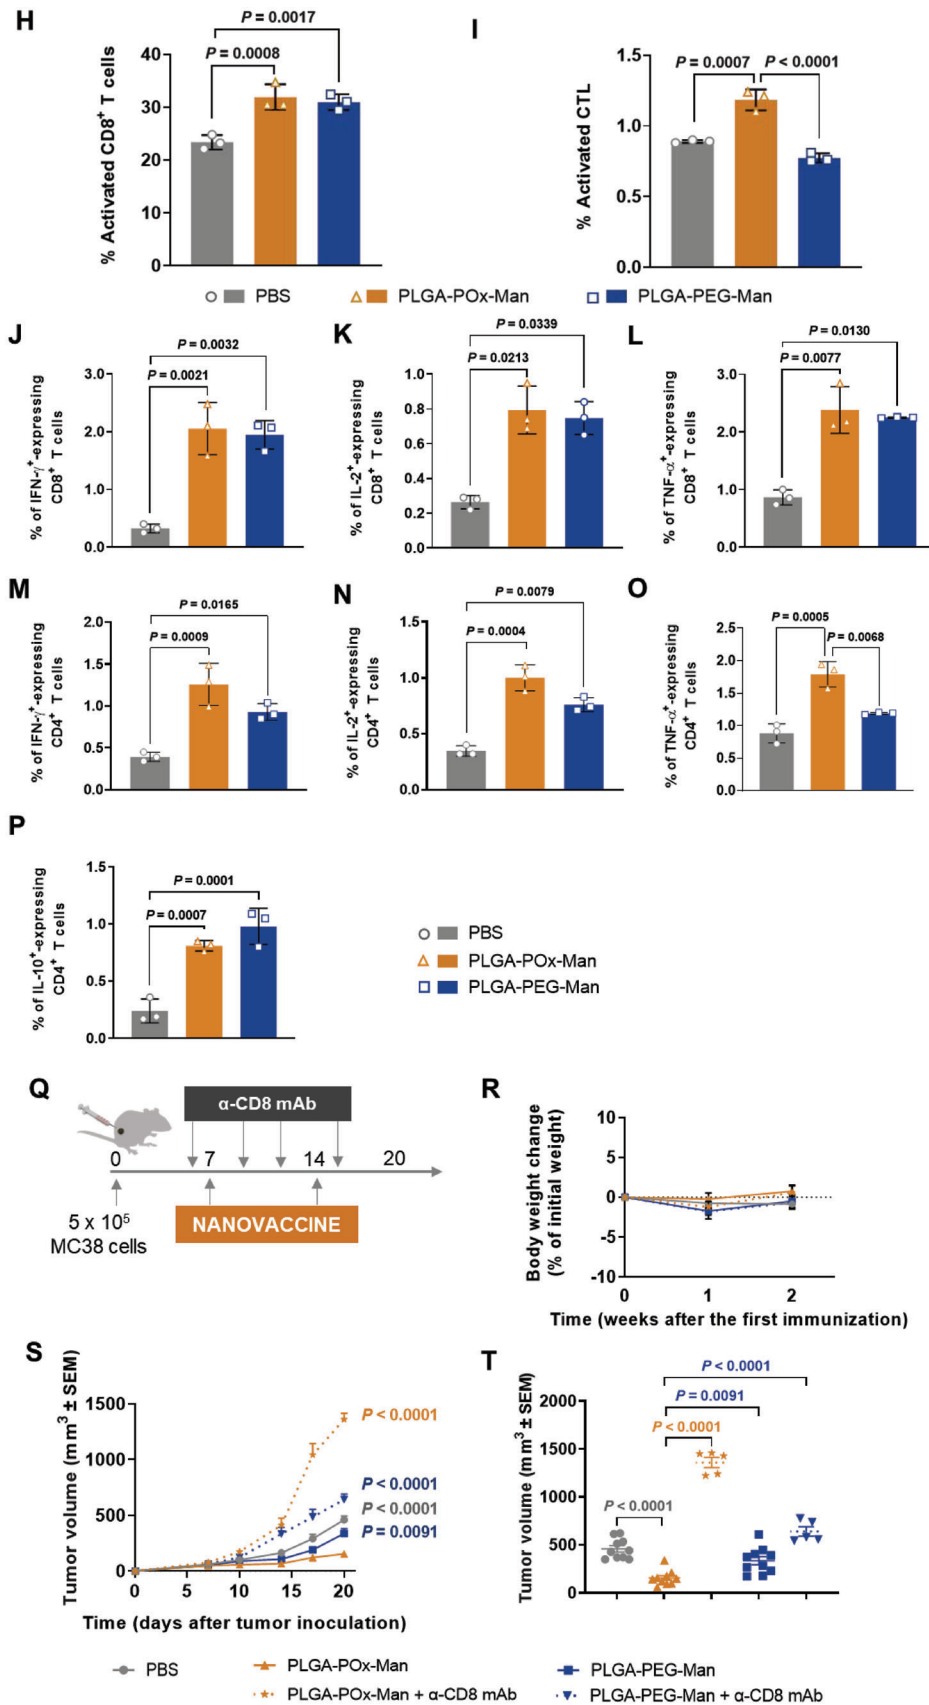 H
P = 0.0017
P = 0.0008
% Activated CD8⁺ T cells
40
30
20
10
0
I
P = 0.0007
P < 0.0001
% Activated CTL
1.5
1.0
0.5
0.0
PBS
PLGA-POx-Man
PLGA-PEG-Man
J
P = 0.0032
P = 0.0021
% of IFN-γ⁺-expressing
CD8⁺ T cells
3.0
2.0
1.0
0.0
K
P = 0.0339
P = 0.0213
% of IL-2⁺-expressing
CD8⁺ T cells
1.0
0.8
0.6
0.4
0.2
0.0
L
P = 0.0130
P = 0.0077
% of TNF-α⁺-expressing
CD8⁺ T cells
3.0
2.0
1.0
0.0
M
P = 0.0165
P = 0.0009
% of IFN-γ⁺-expressing
CD4⁺ T cells
2.0
1.5
1.0
0.5
0.0
N
P = 0.0079
P = 0.0004
% of IL-2⁺-expressing
CD4⁺ T cells
1.5
1.0
0.5
0.0
O
P = 0.0005
P = 0.0068
% of TNF-α⁺-expressing
CD4⁺ T cells
2.5
2.0
1.5
1.0
0.5
0.0
P
P = 0.0001
P = 0.0007
% of IL-10⁺-expressing
CD4⁺ T cells
1.5
1.0
0.5
0.0
PBS
PLGA-POx-Man
PLGA-PEG-Man
Q
α-CD8 mAb
0 7 14 20
5 x 10⁵
MC38 cells
NANOVACCINE
R
Body weight change
(% of initial weight)
10
5
0
-5
-10
0 1 2
Time (weeks after the first immunization)
S
Tumor volume (mm³ ± SEM)
1500
1000
500
0
P < 0.0001
P < 0.0001
P < 0.0001
P = 0.0091
0 5 10 15 20
Time (days after tumor inoculation)
T
Tumor volume (mm³ ± SEM)
2000
1500
1000
500
0
P < 0.0001
P = 0.0091
P < 0.0001
P < 0.0001
PBS
PLGA-POx-Man
PLGA-PEG-Man
PLGA-POx-Man + α-CD8 mAb
PLGA-PEG-Man + α-CD8 mAb